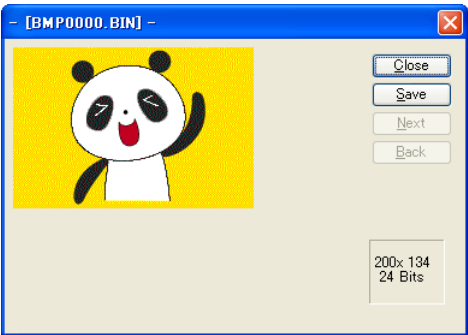 - [BMP0000.BIN] -
Close
Save
Next
Back
200x 134
24 Bits